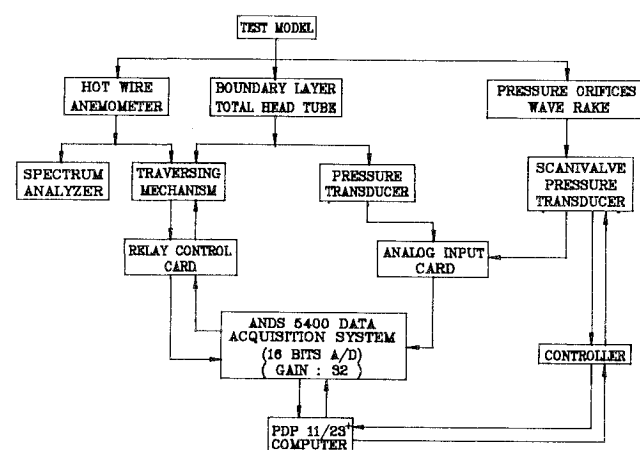 TEST MODEL
HOT WIRE
ANEMOMETER
BOUNDARY LAYER
TOTAL HEAD TUBE
PRESSURE ORIFICES
WAVE RAKE
SPECTRUM
ANALYZER
TRAVERSING
MECHANISM
PRESSURE
TRANSDUCER
SCANIVALVE
PRESSURE
TRANSDUCER
RELAY CONTROL
CARD
ANALOG INPUT
CARD
ANDS 5400 DATA
ACQUISITION SYSTEM
(16 BITS A/D)
( GAIN : 32 )
CONTROLLER
PDP 11/23+
COMPUTER